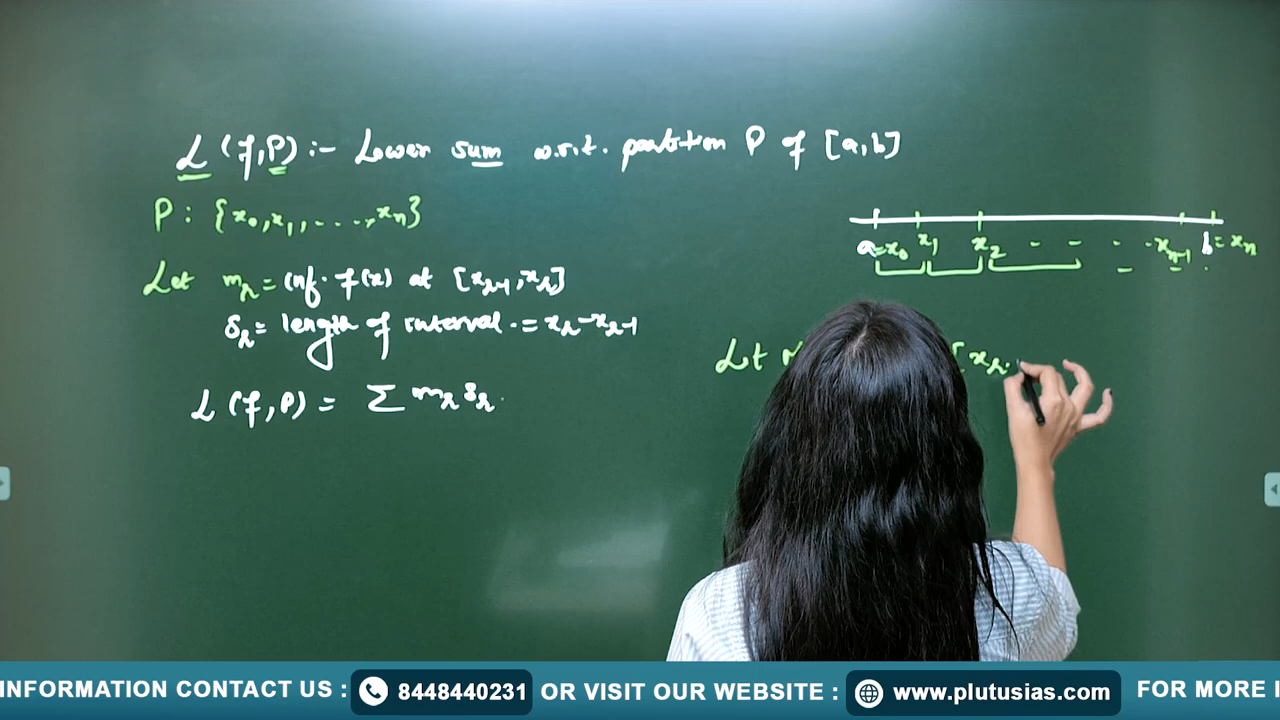 L (f,P) :- Lower sum w.r.t. partition P of [a,b]
P : {x₀,x₁, . . . ., xₙ}
Let mᵣ = inf. f(x) at [xᵣ₋₁, xᵣ]
δᵣ = length of interval = xᵣ - xᵣ₋₁
L (f, P) = Σ mᵣ δᵣ.
a=x₀ x₁ x₂ - - - - xₙ₋₁ b=xₙ
Let [xᵣ
INFORMATION CONTACT US : 8448440231 OR VISIT OUR WEBSITE : www.plutusias.com FOR MORE I